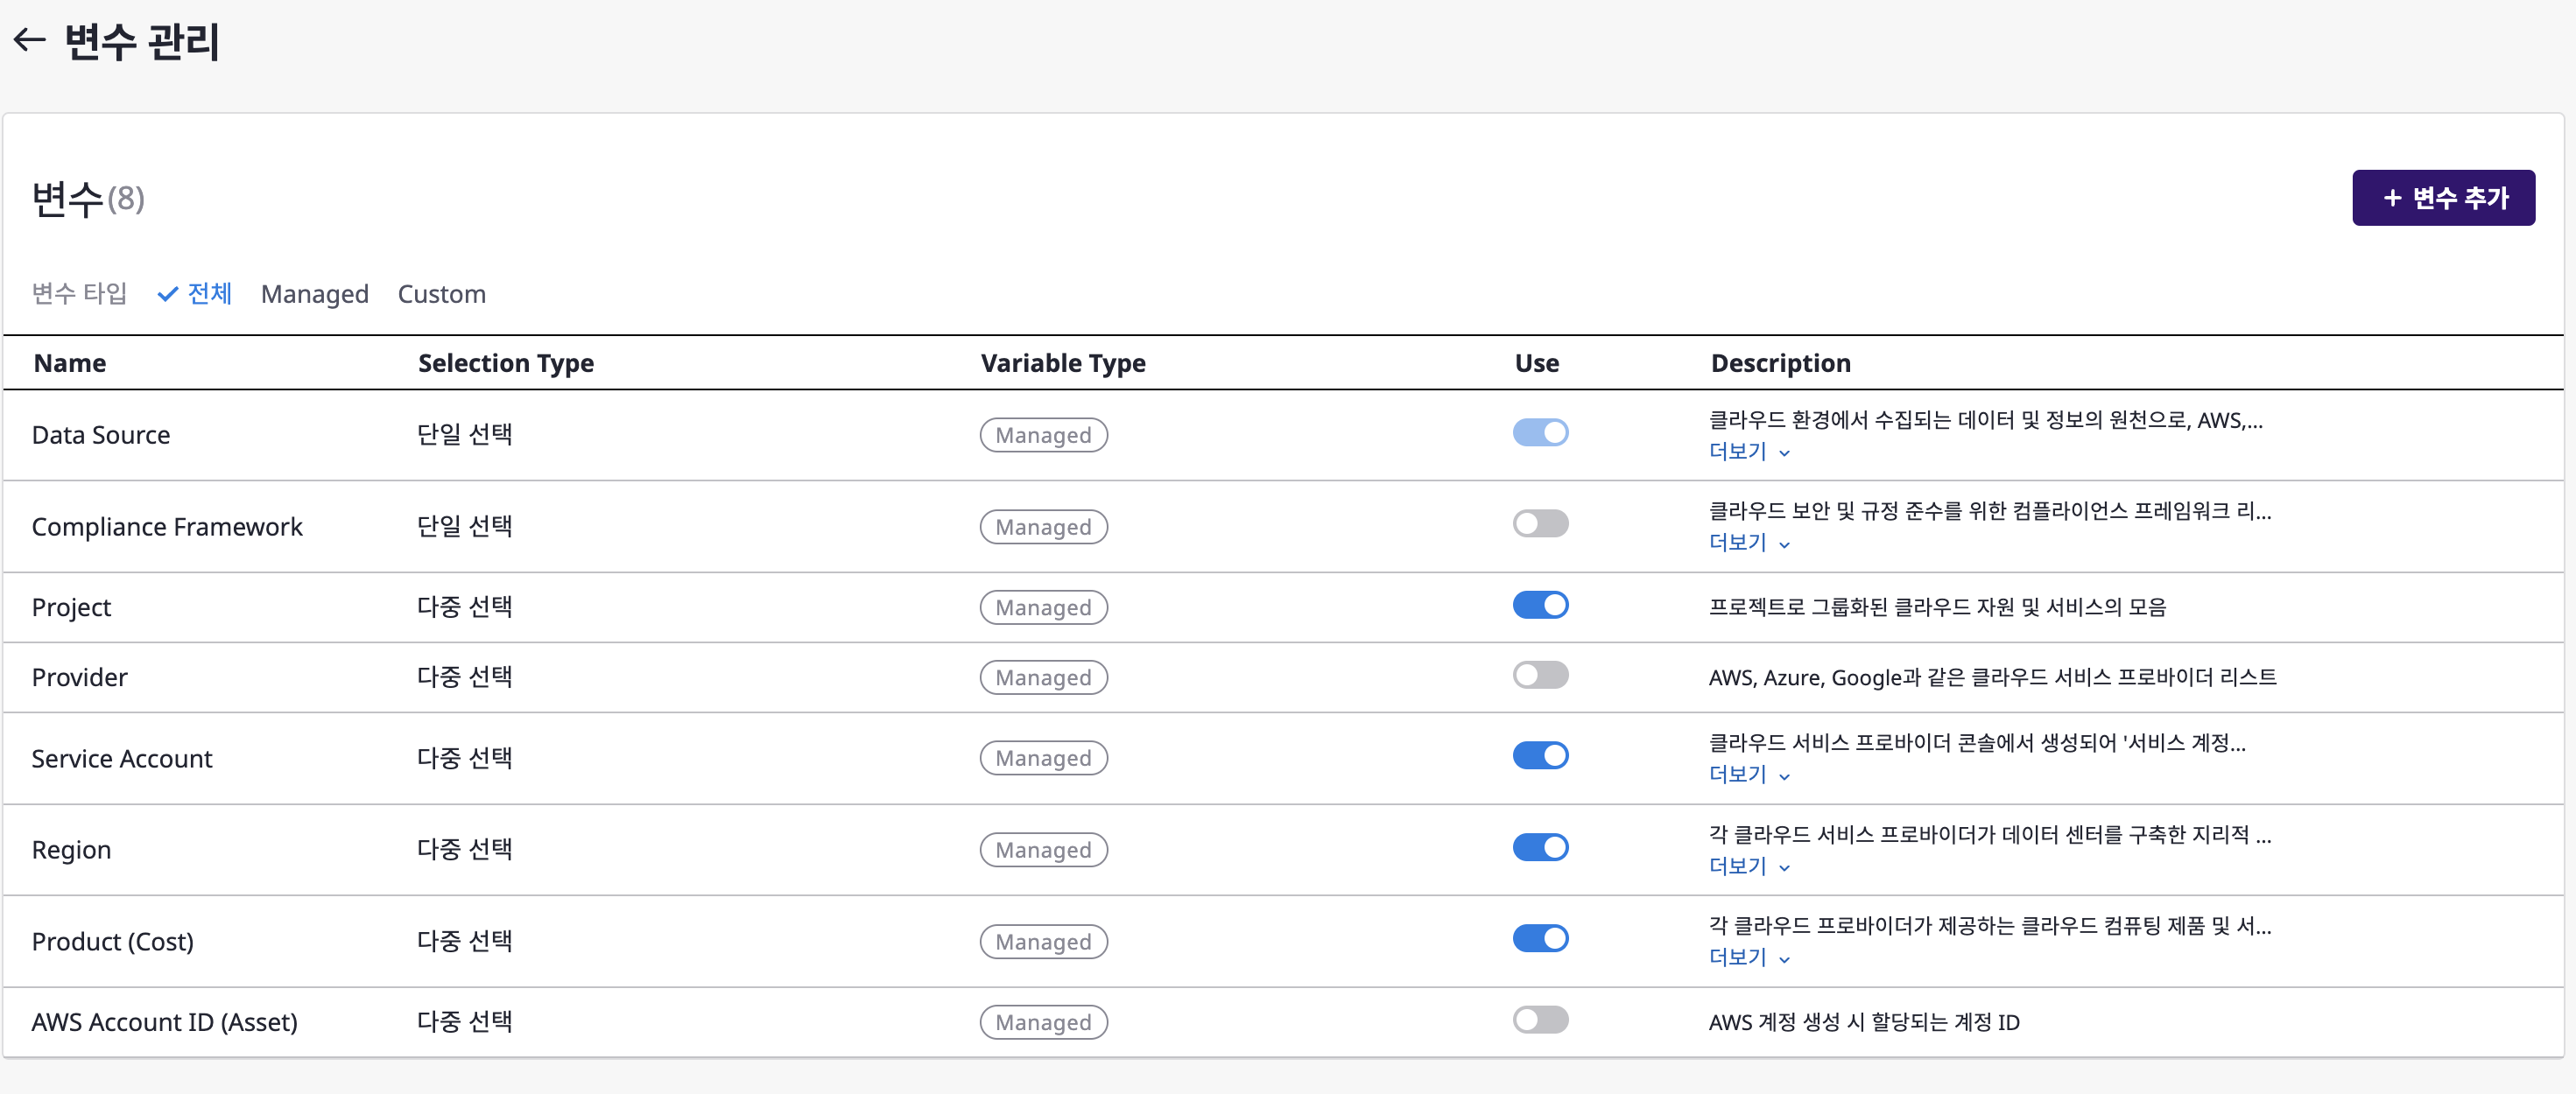 변수 관리
변수(8)
+ 변수 추가
변수 타입 전체 Managed Custom
Name Selection Type Variable Type Use Description
Data Source 단일 선택 Managed 클라우드 환경에서 수집되는 데이터 및 정보의 원천으로, AWS,...
더보기
Compliance Framework 단일 선택 Managed 클라우드 보안 및 규정 준수를 위한 컴플라이언스 프레임워크 리...
더보기
Project 다중 선택 Managed 프로젝트로 그룹화된 클라우드 자원 및 서비스의 모음
Provider 다중 선택 Managed AWS, Azure, Google과 같은 클라우드 서비스 프로바이더 리스트
Service Account 다중 선택 Managed 클라우드 서비스 프로바이더 콘솔에서 생성되어 '서비스 계정...
더보기
Region 다중 선택 Managed 각 클라우드 서비스 프로바이더가 데이터 센터를 구축한 지리적 ...
더보기
Product (Cost) 다중 선택 Managed 각 클라우드 프로바이더가 제공하는 클라우드 컴퓨팅 제품 및 서...
더보기
AWS Account ID (Asset) 다중 선택 Managed AWS 계정 생성 시 할당되는 계정 ID